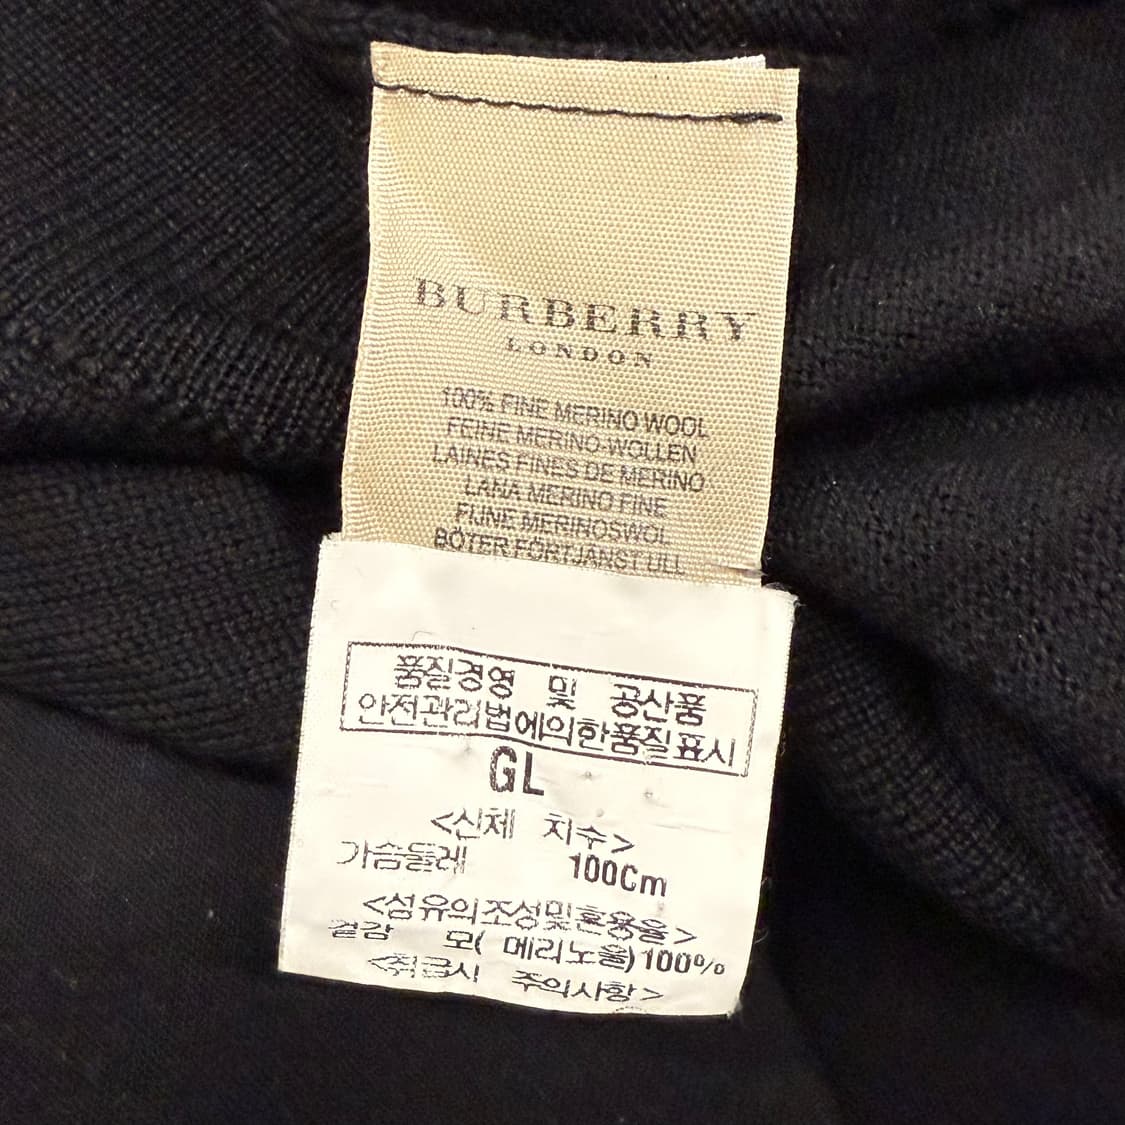 BURBERRY
LONDON
100% FINE MERINO WOOL
FEINE MERINO-WOLLEN
LAINES FINES DE MERINO
LANA MERINO FINE
FIJNE MERINOSWOL
BÖTER FÖRTJÄNST ULL
품질경영 및 공산품
안전관리법에의한품질표시
GL
<신체 치수>
가슴둘레 100Cm
<섬유의조성및혼용율>
겉감 모( 메리노울)100%
<취급시 주의사항>